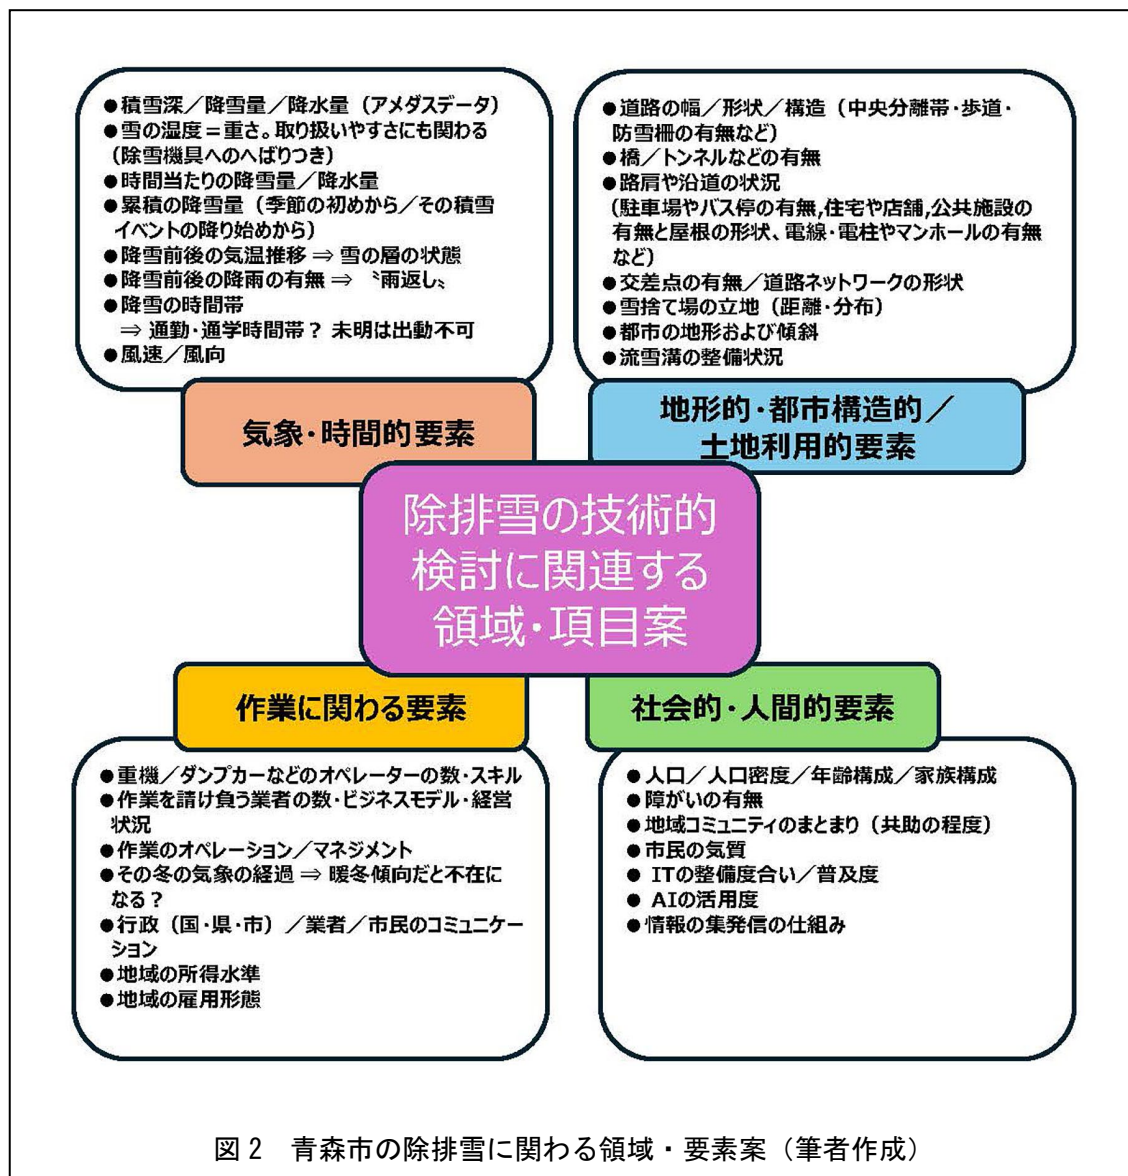 ●積雪深／降雪量／降水量（アメダスデータ）
●雪の湿度＝重さ。取り扱いやすさにも関わる
（除雪機具へのへばりつき）
●時間当たりの降雪量／降水量
●累積の降雪量（季節の初めから／その積雪
イベントの降り始めから）
●降雪前後の気温推移 ⇒ 雪の層の状態
●降雪前後の降雨の有無 ⇒ 〝雨返し〟
●降雪の時間帯
⇒ 通勤・通学時間帯？ 未明は出動不可
●風速／風向
気象・時間的要素
●道路の幅／形状／構造（中央分離帯・歩道・
防雪柵の有無など）
●橋／トンネルなどの有無
●路肩や沿道の状況
（駐車場やバス停の有無,住宅や店舗,公共施設の
有無と屋根の形状、電線・電柱やマンホールの有無
など）
●交差点の有無／道路ネットワークの形状
●雪捨て場の立地（距離・分布）
●都市の地形および傾斜
●流雪溝の整備状況
地形的・都市構造的／
土地利用的要素
除排雪の技術的
検討に関連する
領域・項目案
作業に関わる要素
●重機／ダンプカーなどのオペレーターの数・スキル
●作業を請け負う業者の数・ビジネスモデル・経営
状況
●作業のオペレーション／マネジメント
●その冬の気象の経過 ⇒ 暖冬傾向だと不在に
なる？
●行政（国・県・市）／業者／市民のコミュニケー
ション
●地域の所得水準
●地域の雇用形態
社会的・人間的要素
●人口／人口密度／年齢構成／家族構成
●障がいの有無
●地域コミュニティのまとまり（共助の程度）
●市民の気質
● ITの整備度合い／普及度
● AIの活用度
●情報の集発信の仕組み
図２ 青森市の除排雪に関わる領域・要素案（筆者作成）